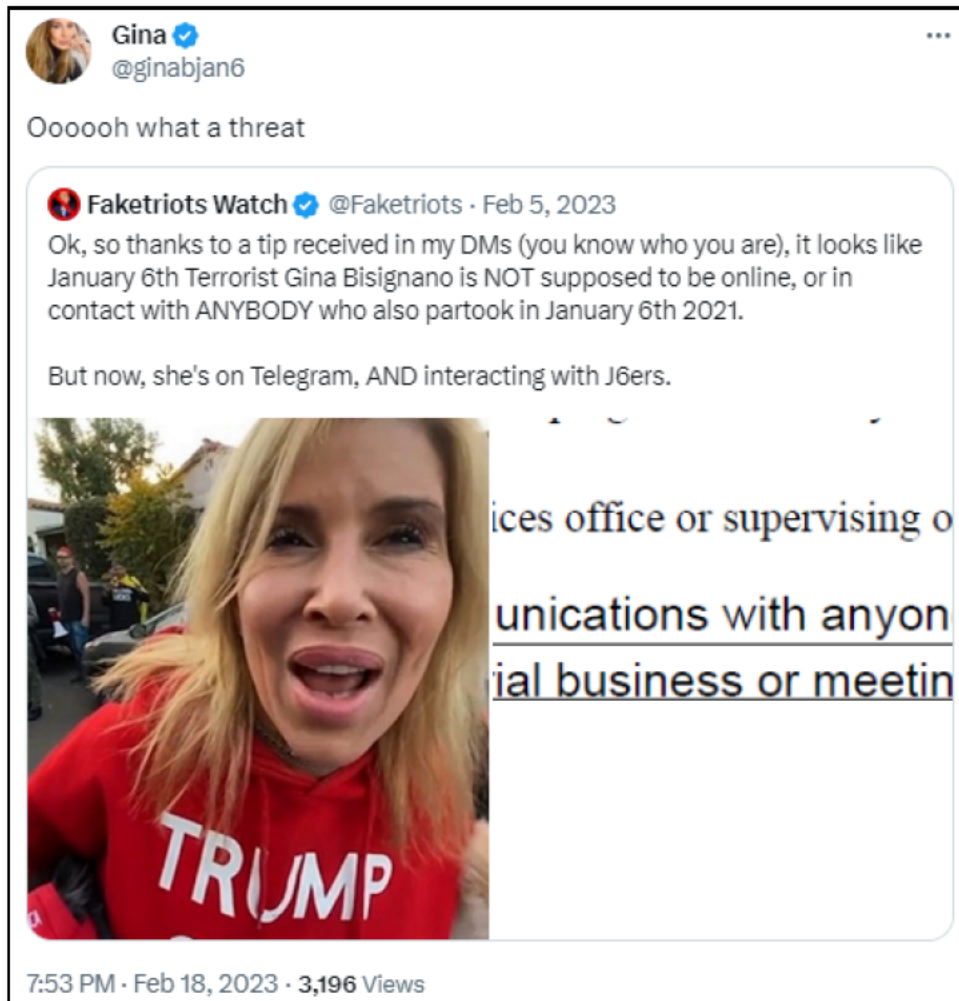 Gina
@ginabjan6
Oooooh what a threat
Faketriots Watch @Faketriots · Feb 5, 2023
Ok, so thanks to a tip received in my DMs (you know who you are), it looks like
January 6th Terrorist Gina Bisignano is NOT supposed to be online, or in
contact with ANYBODY who also partook in January 6th 2021.
But now, she's on Telegram, AND interacting with J6ers.
ices office or supervising o
unications with anyon
ial business or meetin
TRUMP
7:53 PM · Feb 18, 2023 · 3,196 Views